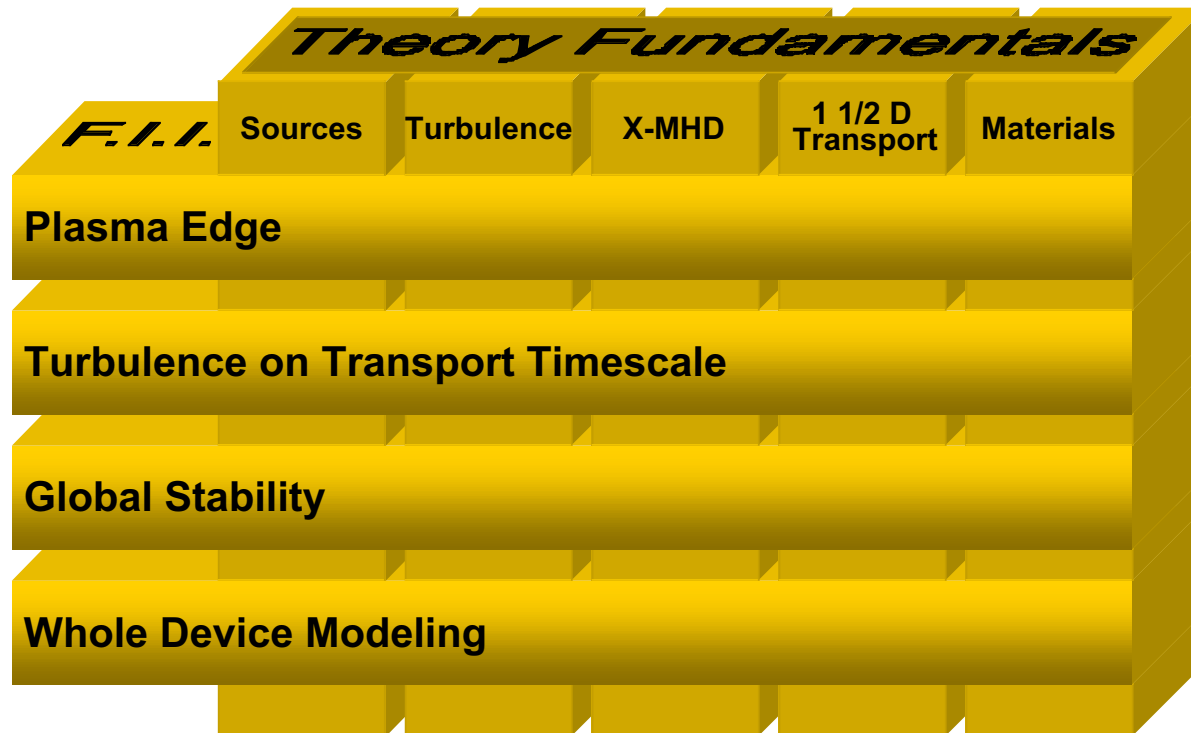 Theory Fundamentals
F.I.I.
Sources
Turbulence
X-MHD
1 1/2 D
Transport
Materials
Plasma Edge
Turbulence on Transport Timescale
Global Stability
Whole Device Modeling